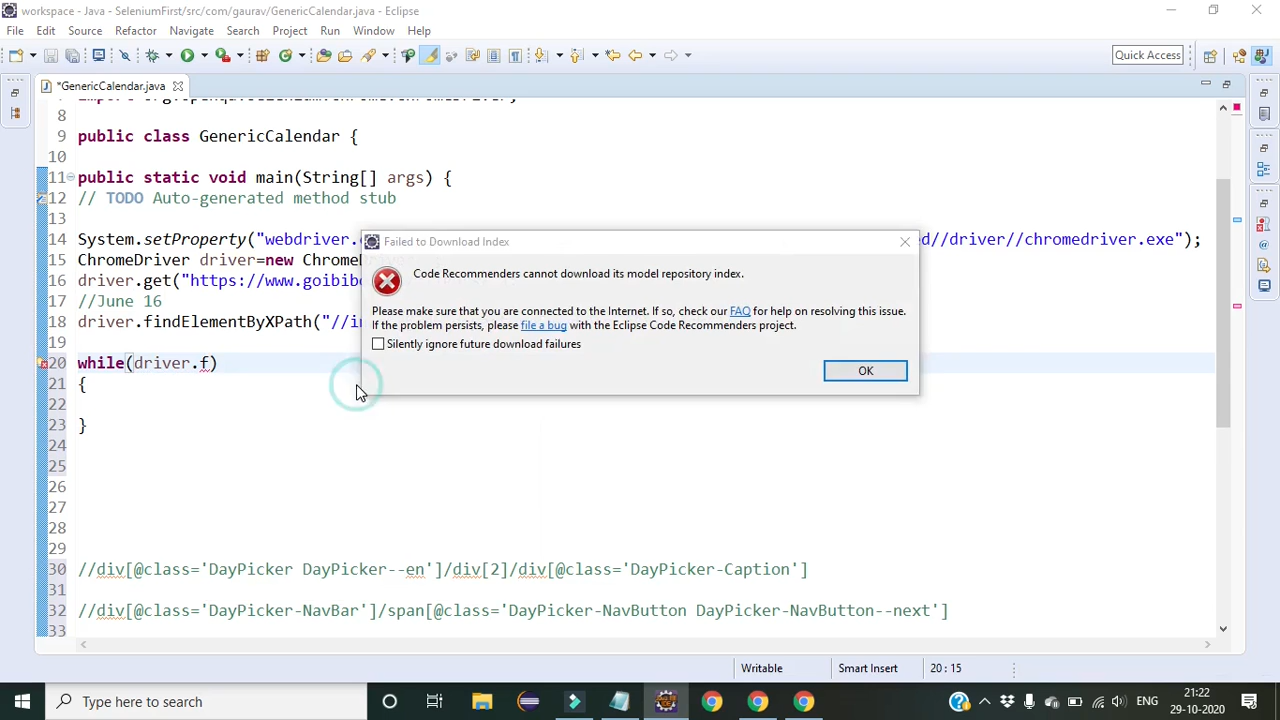 workspace - Java - SeleniumFirst/src/com/gaurav/GenericCalendar.java - Eclipse
File Edit Source Refactor Navigate Search Project Run Window Help
Quick Access
*GenericCalendar.java
8
9 public class GenericCalendar {
10
11 public static void main(String[] args) {
12 // TODO Auto-generated method stub
13
14 System.setProperty("webdriver. ed//driver//chromedriver.exe");
15 ChromeDriver driver=new
16 driver.get("https://www.goibib
17 //June 16
18 driver.findElementByXPath("//i
19
20 while(driver.f)
21 {
22
23 }
24
25
26
27
28
29
30 //div[@class='DayPicker DayPicker--en']/div[2]/div[@class='DayPicker-Caption']
31
32 //div[@class='DayPicker-NavBar']/span[@class='DayPicker-NavButton DayPicker-NavButton--next']
33
Failed to Download Index
Code Recommenders cannot download its model repository index.
Please make sure that you are connected to the Internet. If so, check our FAQ for help on resolving this issue.
If the problem persists, please file a bug with the Eclipse Code Recommenders project.
Silently ignore future download failures
OK
Writable Smart Insert 20 : 15
Type here to search
ENG
21:22
29-10-2020